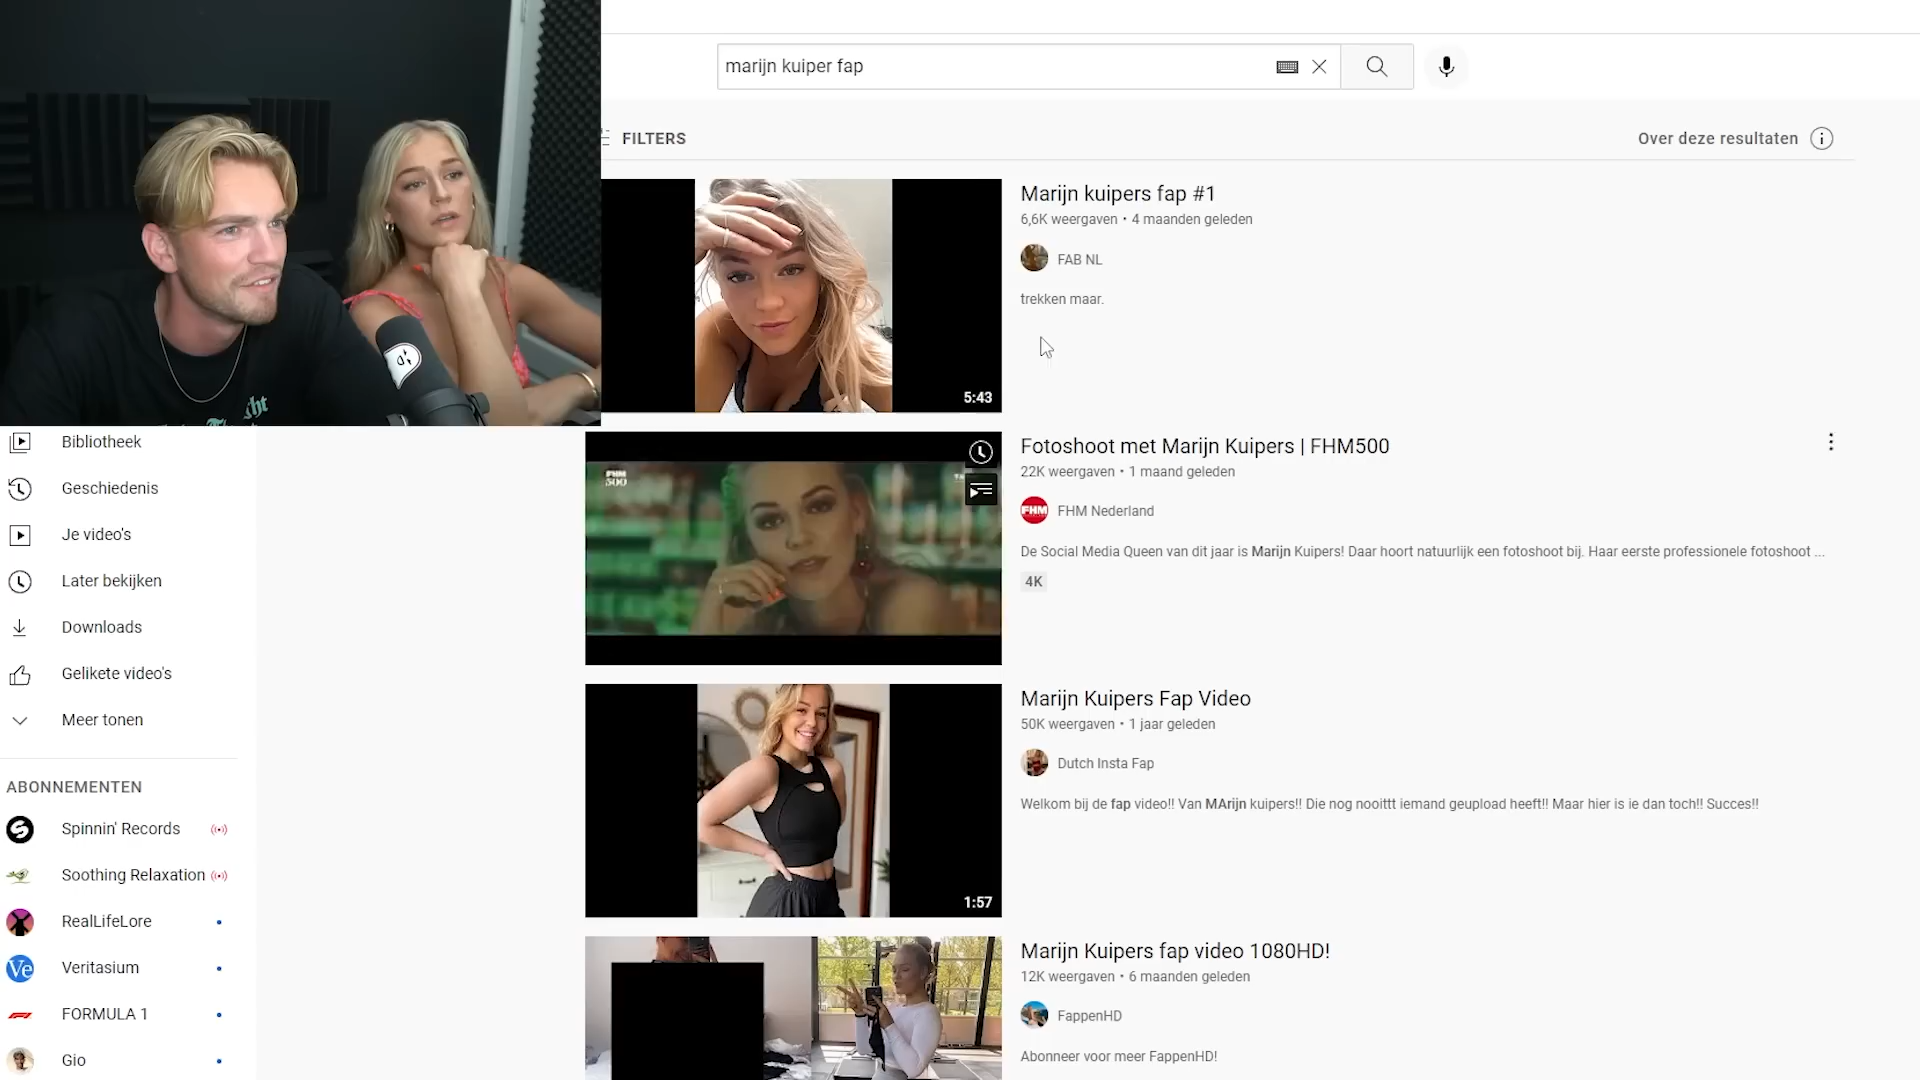 marijn kuiper fap
FILTERS
Over deze resultaten
Marijn kuipers fap #1
6,6K weergaven • 4 maanden geleden
FAB NL
trekken maar.
5:43
Bibliotheek
Geschiedenis
Je video's
Later bekijken
Downloads
Gelikete video's
Meer tonen
ABONNEMENTEN
Spinnin' Records
Soothing Relaxation
RealLifeLore
Veritasium
FORMULA 1
Gio
FHM
500
Fotoshoot met Marijn Kuipers | FHM500
22K weergaven • 1 maand geleden
FHM
FHM Nederland
De Social Media Queen van dit jaar is Marijn Kuipers! Daar hoort natuurlijk een fotoshoot bij. Haar eerste professionele fotoshoot ...
4K
Marijn Kuipers Fap Video
50K weergaven • 1 jaar geleden
Dutch Insta Fap
Welkom bij de fap video!! Van MArijn kuipers!! Die nog nooittt iemand geupload heeft!! Maar hier is ie dan toch!! Succes!!
1:57
Marijn Kuipers fap video 1080HD!
12K weergaven • 6 maanden geleden
FappenHD
Abonneer voor meer FappenHD!
Ve